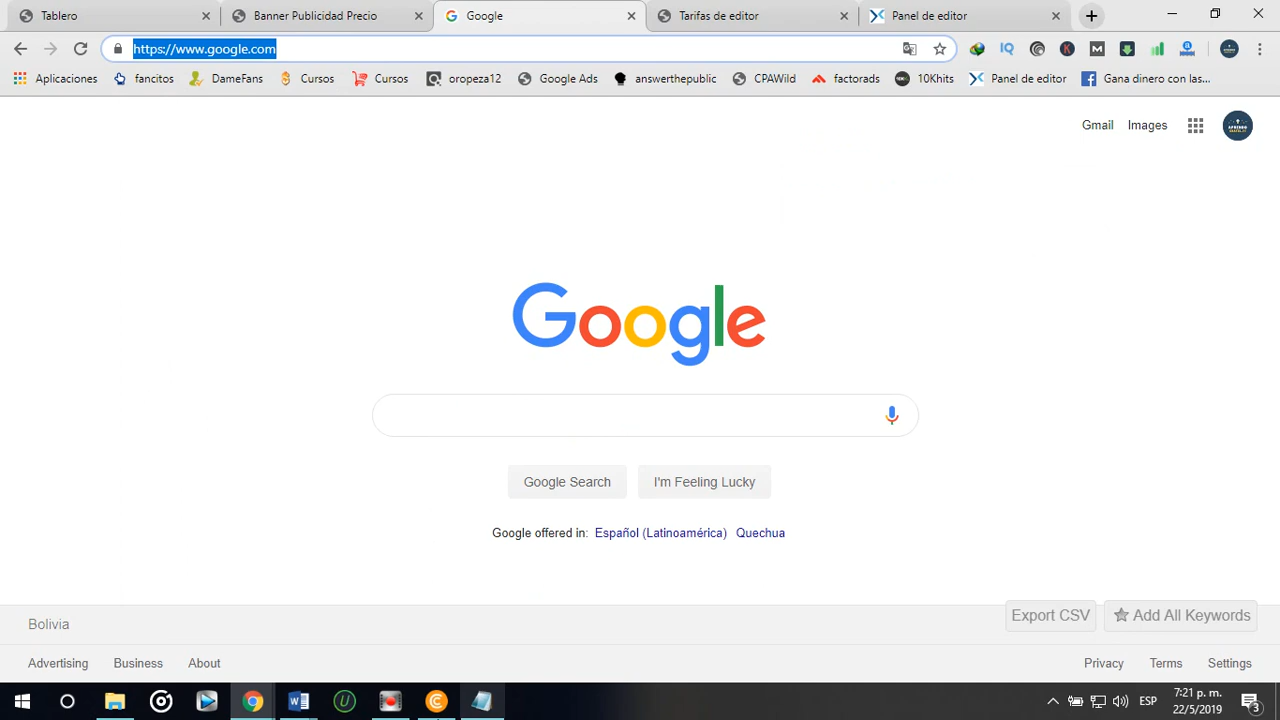 Tablero
Banner Publicidad Precio
Google
Tarifas de editor
Panel de editor
https://www.google.com
Aplicaciones
fancitos
DameFans
Cursos
Cursos
oropeza12
Google Ads
answerthepublic
CPAWild
factorads
10Khits
Panel de editor
Gana dinero con las...
Gmail
Images
Google
Google Search
I'm Feeling Lucky
Google offered in: Español (Latinoamérica) Quechua
Export CSV
Add All Keywords
Bolivia
Advertising
Business
About
Privacy
Terms
Settings
ESP
7:21 p. m.
22/5/2019
3